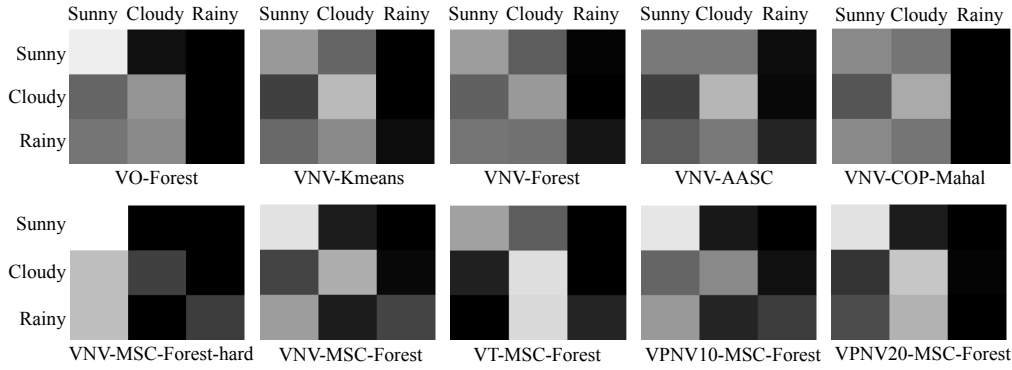 Sunny Cloudy Rainy Sunny Cloudy Rainy Sunny Cloudy Rainy Sunny Cloudy Rainy Sunny Cloudy Rainy
Sunny
Cloudy
Rainy
VO-Forest VNV-Kmeans VNV-Forest VNV-AASC VNV-COP-Mahal
Sunny
Cloudy
Rainy
VNV-MSC-Forest-hard VNV-MSC-Forest VT-MSC-Forest VPNV10-MSC-Forest VPNV20-MSC-Forest